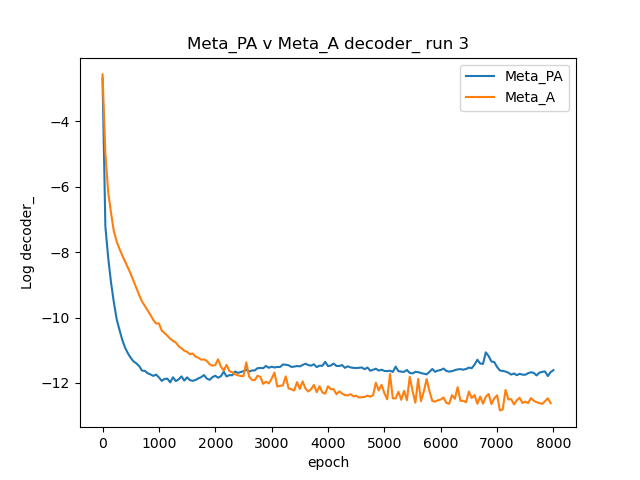 Meta_PA v Meta_A decoder_ run 3
Meta_PA
Meta_A
Log decoder_
−4
−6
−8
−10
−12
0 1000 2000 3000 4000 5000 6000 7000 8000
epoch